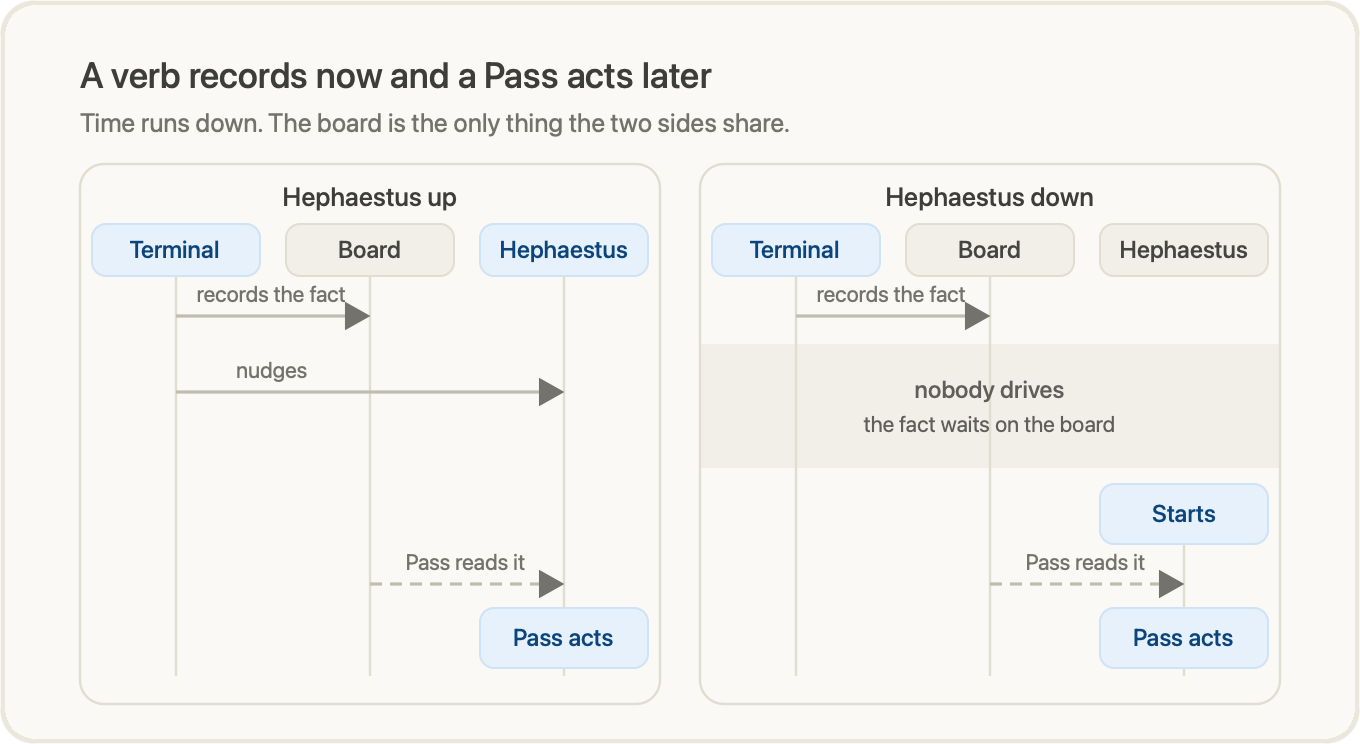 A verb records now and a Pass acts later
Time runs down. The board is the only thing the two sides share.
Hephaestus up
Terminal
Board
Hephaestus
records the fact
nudges
Pass reads it
Pass acts
Hephaestus down
Terminal
Board
Hephaestus
records the fact
nobody drives
the fact waits on the board
Starts
Pass reads it
Pass acts